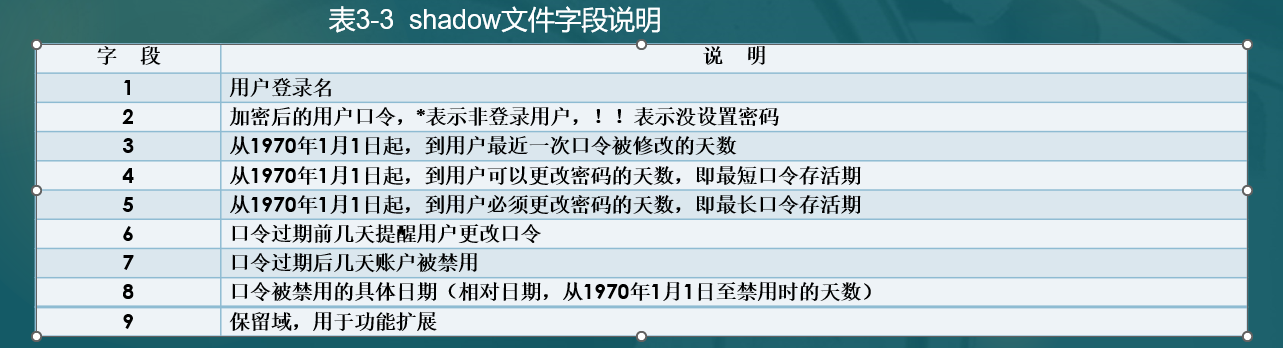 表3-3 shadow文件字段说明
字 段 说 明
1 用户登录名
2 加密后的用户口令，*表示非登录用户，！！表示没设置密码
3 从1970年1月1日起，到用户最近一次口令被修改的天数
4 从1970年1月1日起，到用户可以更改密码的天数，即最短口令存活期
5 从1970年1月1日起，到用户必须更改密码的天数，即最长口令存活期
6 口令过期前几天提醒用户更改口令
7 口令过期后几天账户被禁用
8 口令被禁用的具体日期（相对日期，从1970年1月1日至禁用时的天数）
9 保留域，用于功能扩展